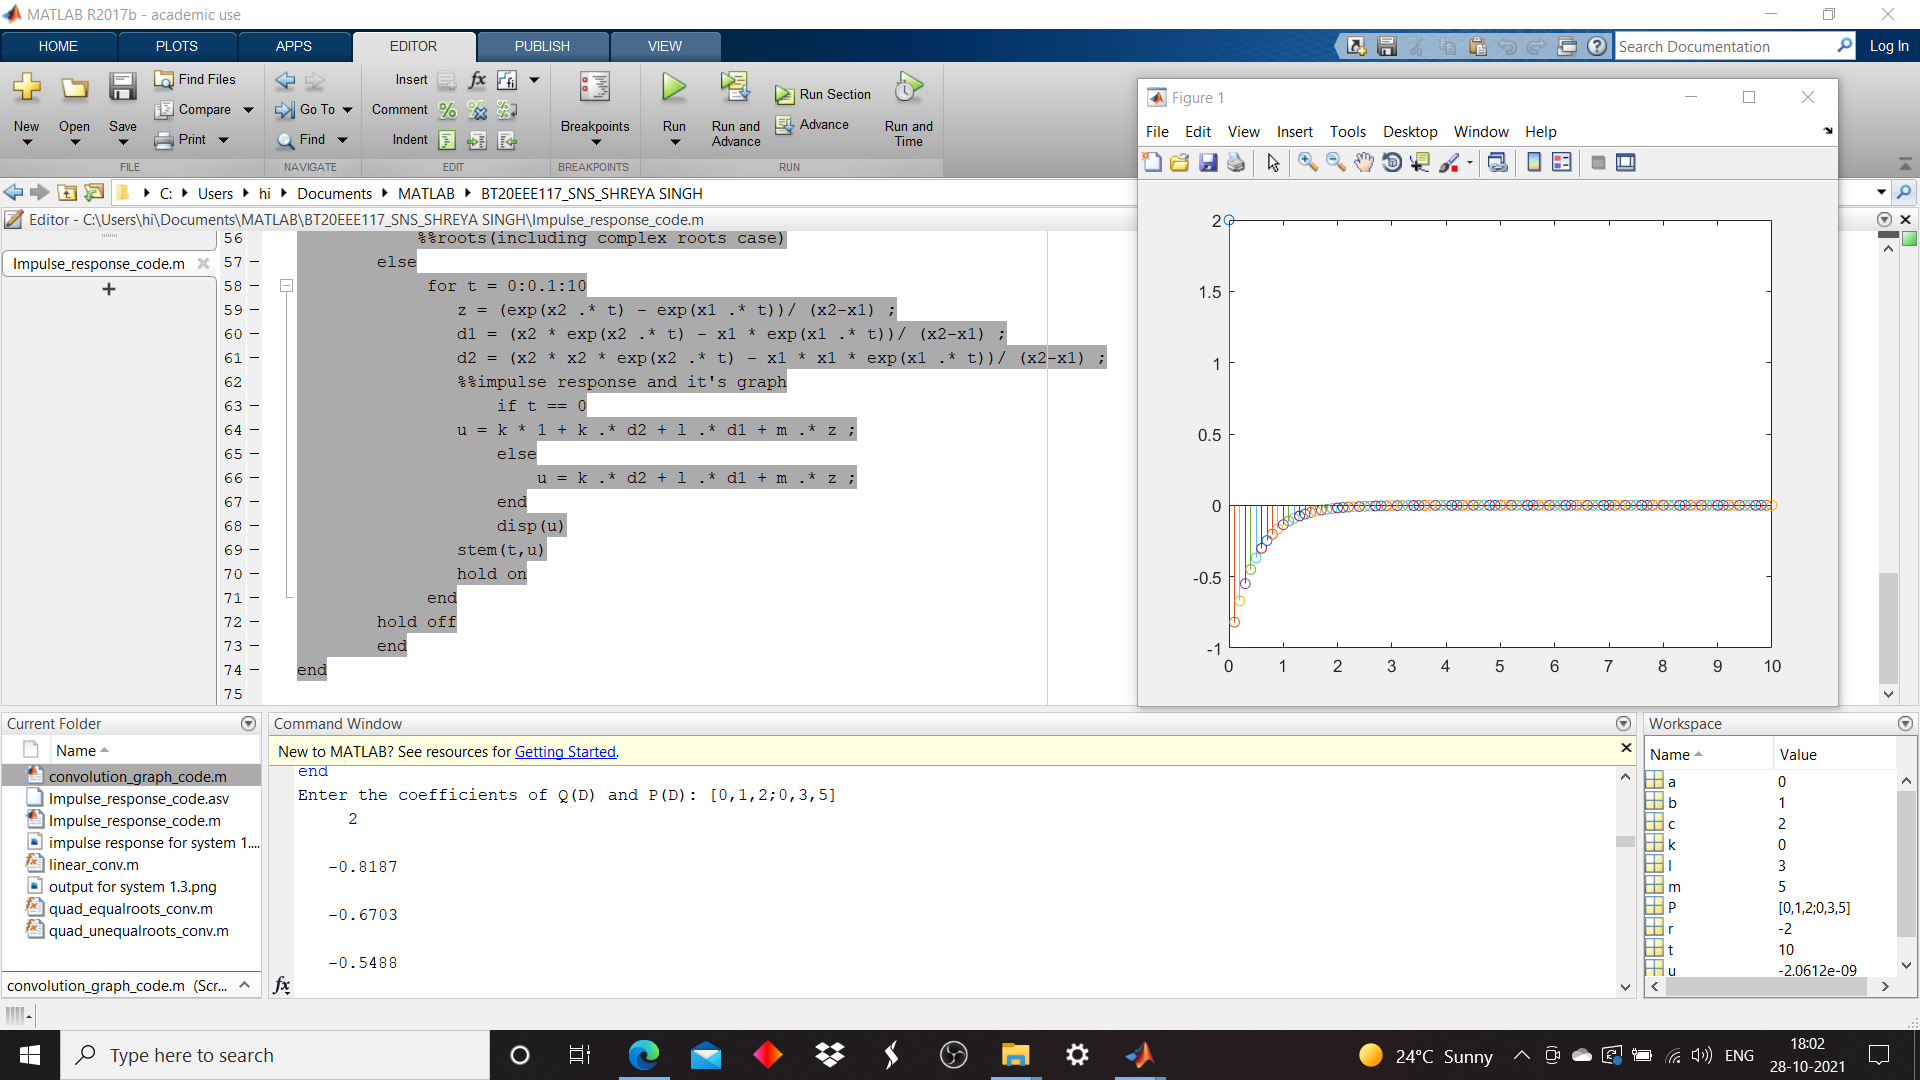 MATLAB R2017b - academic use
HOME PLOTS APPS EDITOR PUBLISH VIEW
Search Documentation
Log In
New
Open
Save
Find Files
Compare
Print
FILE
Go To
Find
NAVIGATE
Insert
Comment
Indent
EDIT
Breakpoints
BREAKPOINTS
Run
Run and Advance
Run Section
Advance
Run and Time
RUN
C: Users hi Documents MATLAB BT20EEE117_SNS_SHREYA SINGH
Editor - C:\Users\hi\Documents\MATLAB\BT20EEE117_SNS_SHREYA SINGH\Impulse_response_code.m
Impulse_response_code.m
56 %%roots(including complex roots case)
57 else
58 for t = 0:0.1:10
59 z = (exp(x2 .* t) - exp(x1 .* t))/ (x2-x1) ;
60 d1 = (x2 * exp(x2 .* t) - x1 * exp(x1 .* t))/ (x2-x1) ;
61 d2 = (x2 * x2 * exp(x2 .* t) - x1 * x1 * exp(x1 .* t))/ (x2-x1) ;
62 %%impulse response and it's graph
63 if t == 0
64 u = k * 1 + k .* d2 + l .* d1 + m .* z ;
65 else
66 u = k .* d2 + l .* d1 + m .* z ;
67 end
68 disp(u)
69 stem(t,u)
70 hold on
71 end
72 hold off
73 end
74 end
75
Figure 1
File Edit View Insert Tools Desktop Window Help
2
1.5
1
0.5
0
-0.5
-1
0 1 2 3 4 5 6 7 8 9 10
Current Folder
Name
convolution_graph_code.m
Impulse_response_code.asv
Impulse_response_code.m
impulse response for system 1....
linear_conv.m
output for system 1.3.png
quad_equalroots_conv.m
quad_unequalroots_conv.m
convolution_graph_code.m (Scr...
Command Window
New to MATLAB? See resources for Getting Started.
end
Enter the coefficients of Q(D) and P(D): [0,1,2;0,3,5]
2
-0.8187
-0.6703
-0.5488
fx
Workspace
Name Value
a 0
b 1
c 2
k 0
l 3
m 5
P [0,1,2;0,3,5]
r -2
t 10
u -2.0612e-09
Type here to search
24°C Sunny
ENG
18:02
28-10-2021